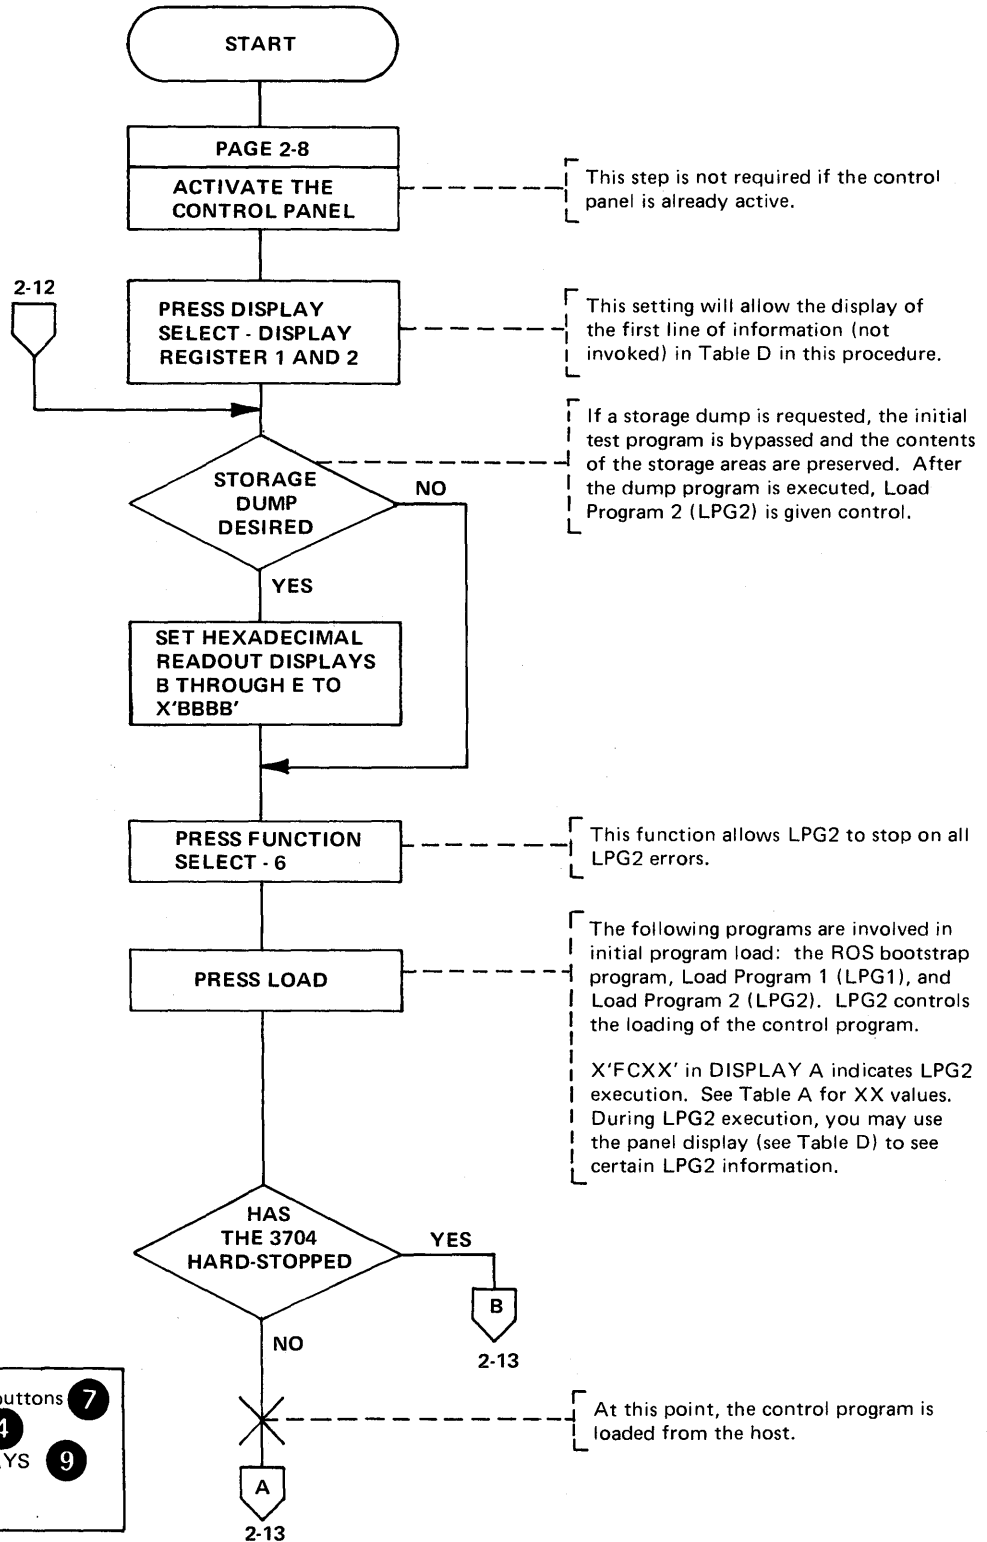 START
PAGE 2-8
ACTIVATE THE
CONTROL PANEL
This step is not required if the control
panel is already active.
2-12
PRESS DISPLAY
SELECT - DISPLAY
REGISTER 1 AND 2
This setting will allow the display of
the first line of information (not
invoked) in Table D in this procedure.
If a storage dump is requested, the initial
test program is bypassed and the contents
of the storage areas are preserved. After
the dump program is executed, Load
Program 2 (LPG2) is given control.
STORAGE
DUMP
DESIRED
NO
YES
SET HEXADECIMAL
READOUT DISPLAYS
B THROUGH E TO
X'BBBB'
PRESS FUNCTION
SELECT - 6
This function allows LPG2 to stop on all
LPG2 errors.
PRESS LOAD
The following programs are involved in
initial program load: the ROS bootstrap
program, Load Program 1 (LPG1), and
Load Program 2 (LPG2). LPG2 controls
the loading of the control program.
X'FCXX' in DISPLAY A indicates LPG2
execution. See Table A for XX values.
During LPG2 execution, you may use
the panel display (see Table D) to see
certain LPG2 information.
HAS
THE 3704
HARD-STOPPED
YES
B
2-13
NO
At this point, the control program is
loaded from the host.
A
2-13
uttons 7
4
YS 9